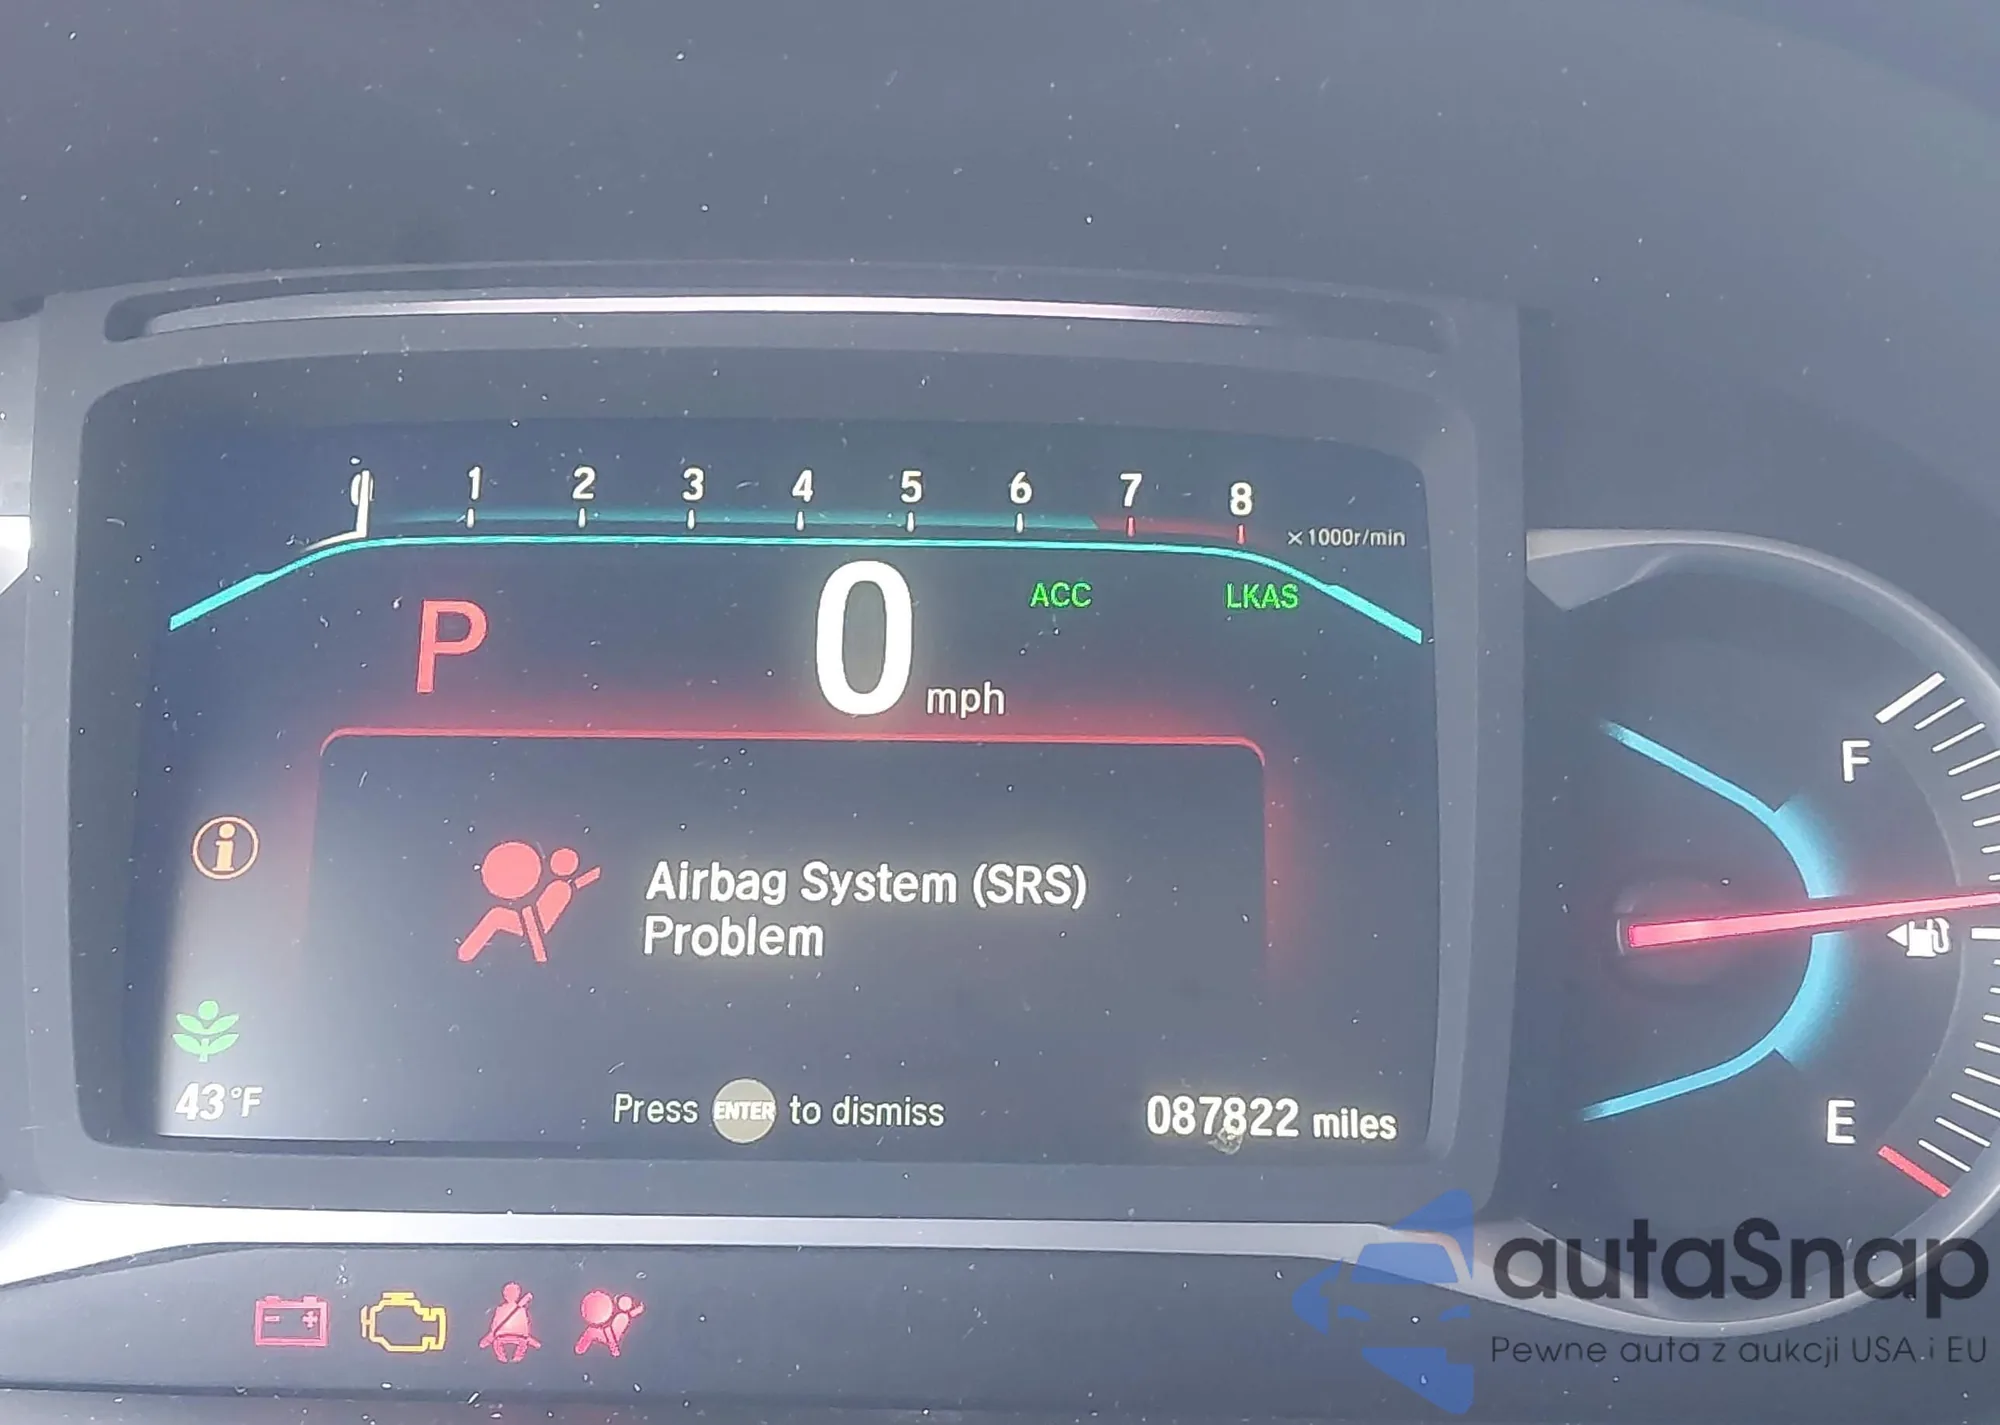 0 1 2 3 4 5 6 7 8
×1000r/min
P 0 mph ACC LKAS
F
Airbag System (SRS)
Problem
43°F
Press ENTER to dismiss
087822 miles
E
autaSnap
Pewne auta z aukcji USA i EU